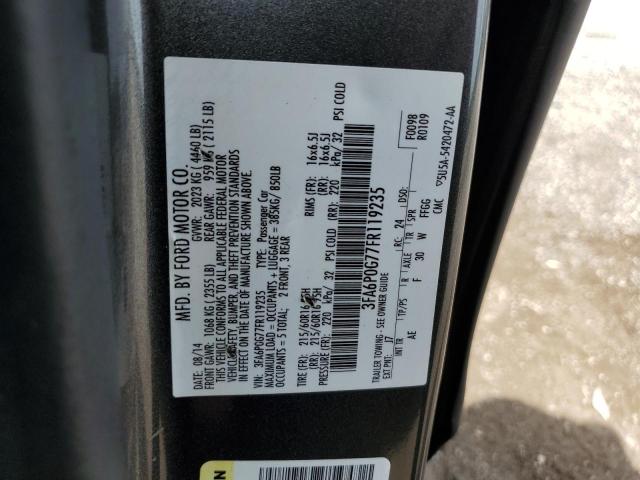 MFD. BY FORD MOTOR CO.
08/14 GVWR: 2023 KG ( 4460 LB)
FRONT GAWR: 1068 KG ( 2355 LB) REAR GAWR: 959 KG ( 2115 LB)
THIS VEHICLE CONFORMS TO ALL APPLICABLE FEDERAL MOTOR
VEHICLE SAFETY, BUMPER, AND THEFT PREVENTION STANDARDS
IN EFFECT ON THE DATE OF MANUFACTURE SHOWN ABOVE.
VIN: 3FA6P0G77FR119235 TYPE: Passenger Car
MAXIMUM LOAD = OCCUPANTS + LUGGAGE = 385KG/ 850LB
OCCUPANTS = 5 TOTAL: 2 FRONT, 3 REAR
TIRE (FR): 215/60R16 RIMS (FR): 16x6.5J
(RR): 215/60R16 (RR): 16x6.5J
PRESSURE (FR): 220 kPa/ 32 PSI COLD (RR): 220 kPa/ 32 PSI COLD
3FA6P0G77FR119235
TRAILER TOWING - SEE OWNER GUIDE F0098
EXT PNT: J7 RC: 24 DSO: R0109
INT TR TP/PS R AXLE TR SPR
AE F 30 W FFGG
CMC 5U5A-5420472-AA
N